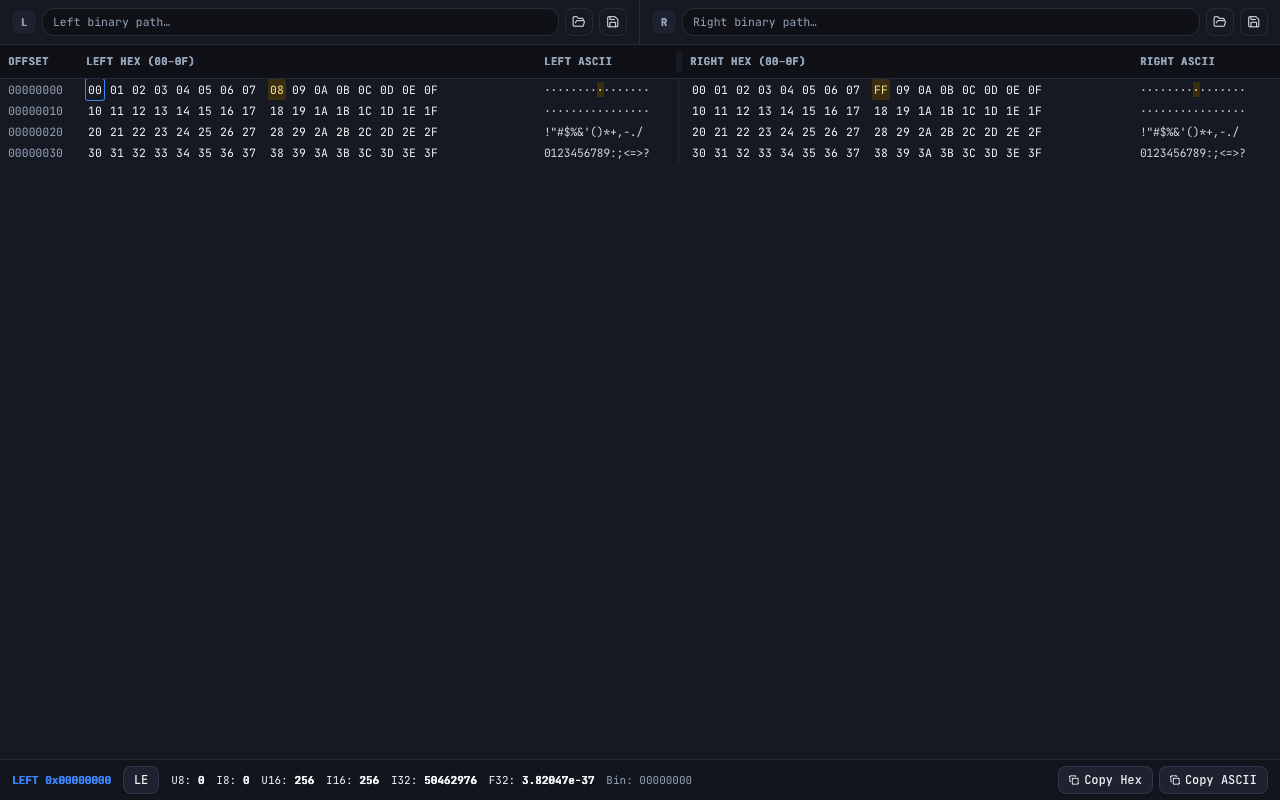 L Left binary path… R Right binary path…
OFFSET LEFT HEX (00–0F) LEFT ASCII RIGHT HEX (00–0F) RIGHT ASCII
00000000 00 01 02 03 04 05 06 07 08 09 0A 0B 0C 0D 0E 0F ················ 00 01 02 03 04 05 06 07 FF 09 0A 0B 0C 0D 0E 0F ················
00000010 10 11 12 13 14 15 16 17 18 19 1A 1B 1C 1D 1E 1F ················ 10 11 12 13 14 15 16 17 18 19 1A 1B 1C 1D 1E 1F ················
00000020 20 21 22 23 24 25 26 27 28 29 2A 2B 2C 2D 2E 2F !"#$%&'()*+,-./ 20 21 22 23 24 25 26 27 28 29 2A 2B 2C 2D 2E 2F !"#$%&'()*+,-./
00000030 30 31 32 33 34 35 36 37 38 39 3A 3B 3C 3D 3E 3F 0123456789:;<=>? 30 31 32 33 34 35 36 37 38 39 3A 3B 3C 3D 3E 3F 0123456789:;<=>?
LEFT 0x00000000 LE U8: 0 I8: 0 U16: 256 I16: 256 I32: 50462976 F32: 3.82047e-37 Bin: 00000000 Copy Hex Copy ASCII